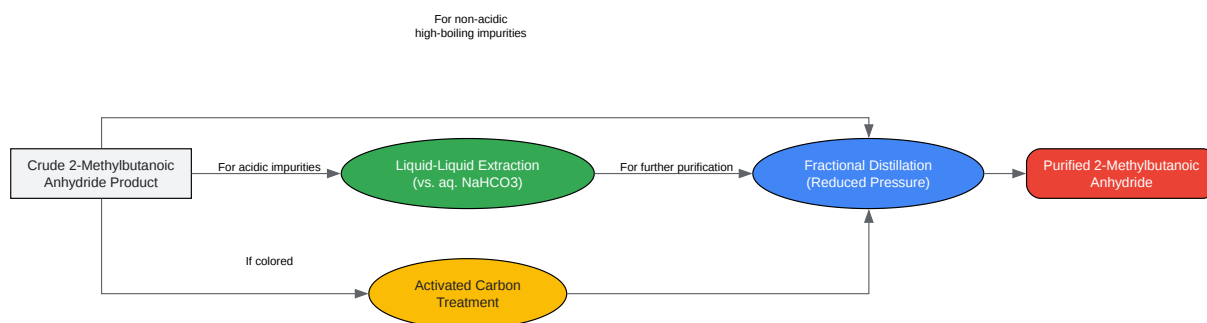 For non-acidic
high-boiling impurities
Crude 2-Methylbutanoic
Anhydride Product
For acidic impurities
Liquid-Liquid Extraction
(vs. aq. NaHCO3)
For further purification
Fractional Distillation
(Reduced Pressure)
Purified 2-Methylbutanoic
Anhydride
If colored
Activated Carbon
Treatment